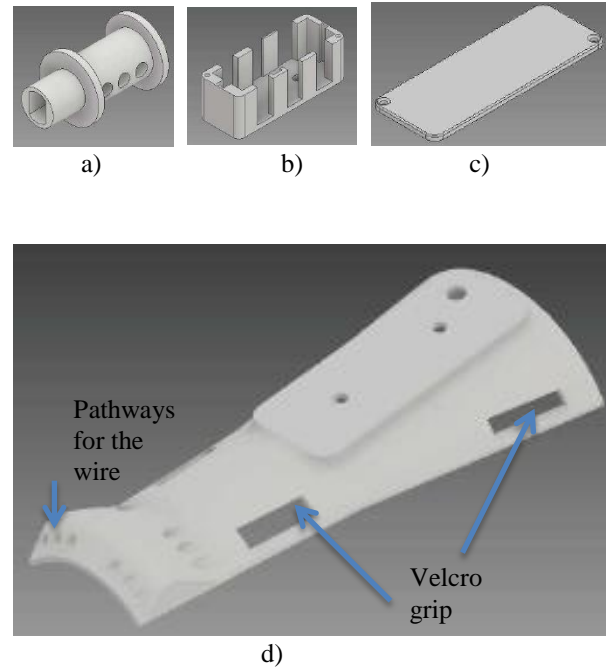 a)
b)
c)
Pathways
for the
wire
Velcro
grip
d)